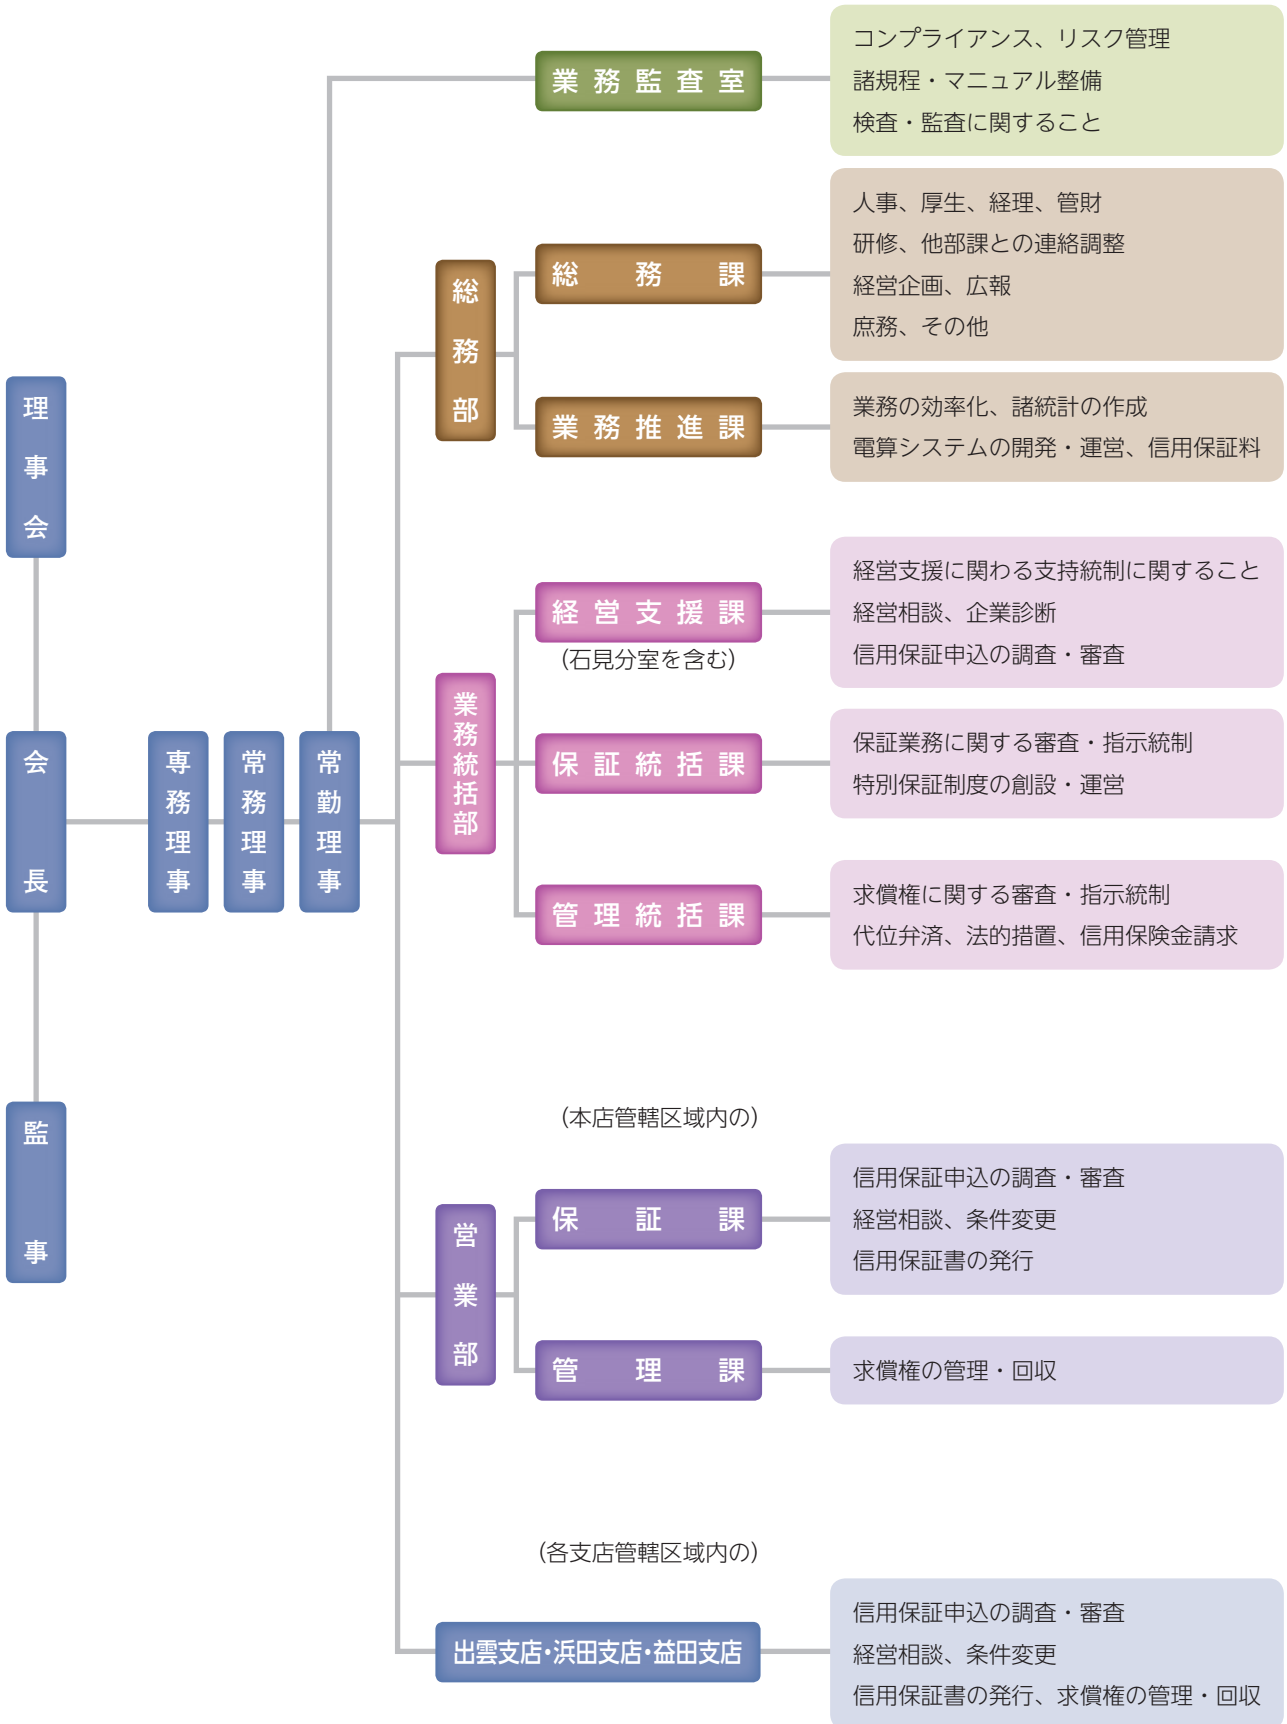 理事会
会長
監事
専務理事
常務理事
常勤理事
業務監査室
コンプライアンス、リスク管理
諸規程・マニュアル整備
検査・監査に関すること
総務部
総務課
人事、厚生、経理、管財
研修、他部課との連絡調整
経営企画、広報
庶務、その他
業務推進課
業務の効率化、諸統計の作成
電算システムの開発・運営、信用保証料
業務統括部
経営支援課
(石見分室を含む)
経営支援に関わる支持統制に関すること
経営相談、企業診断
信用保証申込の調査・審査
保証統括課
保証業務に関する審査・指示統制
特別保証制度の創設・運営
管理統括課
求償権に関する審査・指示統制
代位弁済、法的措置、信用保険金請求
営業部
(本店管轄区域内の)
保証課
信用保証申込の調査・審査
経営相談、条件変更
信用保証書の発行
管理課
求償権の管理・回収
(各支店管轄区域内の)
出雲支店・浜田支店・益田支店
信用保証申込の調査・審査
経営相談、条件変更
信用保証書の発行、求償権の管理・回収